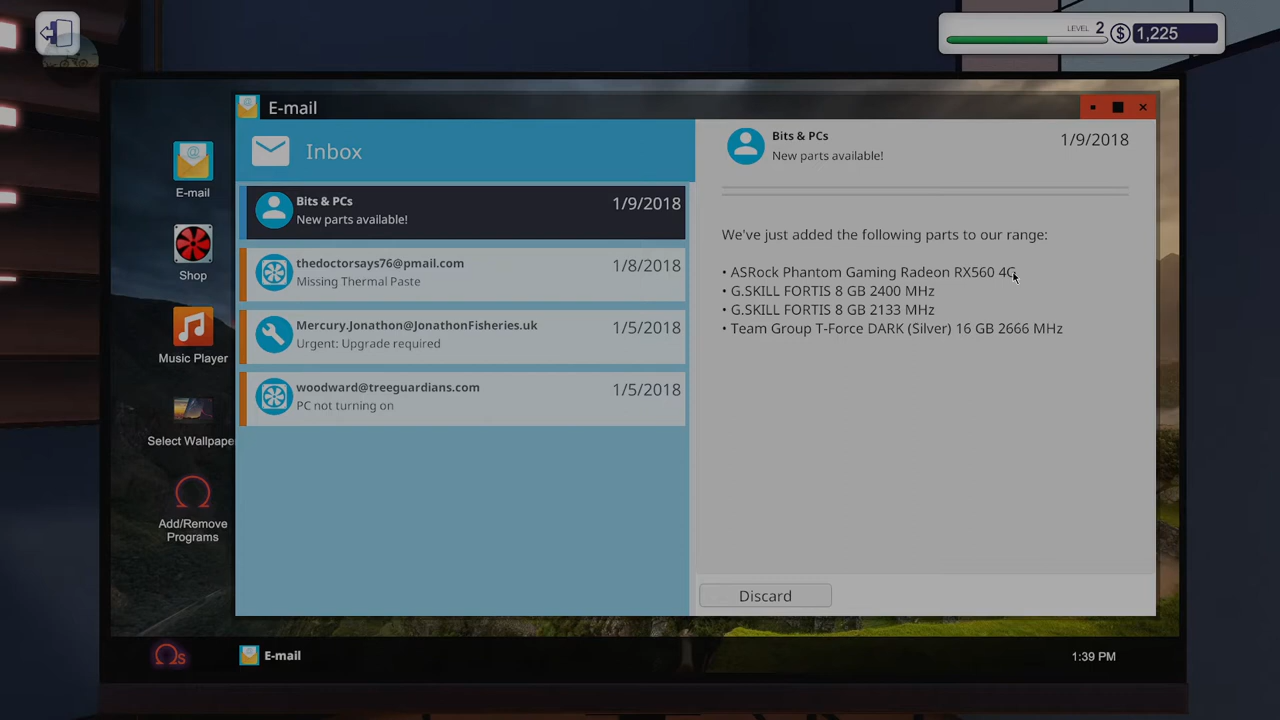 LEVEL 2
$ 1,225
E-mail
Inbox
Bits & PCs
New parts available!
1/9/2018
thedoctorsays76@pmail.com
Missing Thermal Paste
1/8/2018
Mercury.Jonathon@JonathonFisheries.uk
Urgent: Upgrade required
1/5/2018
woodward@treeguardians.com
PC not turning on
1/5/2018
Bits & PCs
New parts available!
1/9/2018
We've just added the following parts to our range:
• ASRock Phantom Gaming Radeon RX560 4G
• G.SKILL FORTIS 8 GB 2400 MHz
• G.SKILL FORTIS 8 GB 2133 MHz
• Team Group T-Force DARK (Silver) 16 GB 2666 MHz
Discard
E-mail
Shop
Music Player
Select Wallpape
Add/Remove
Programs
Ωs
E-mail
1:39 PM